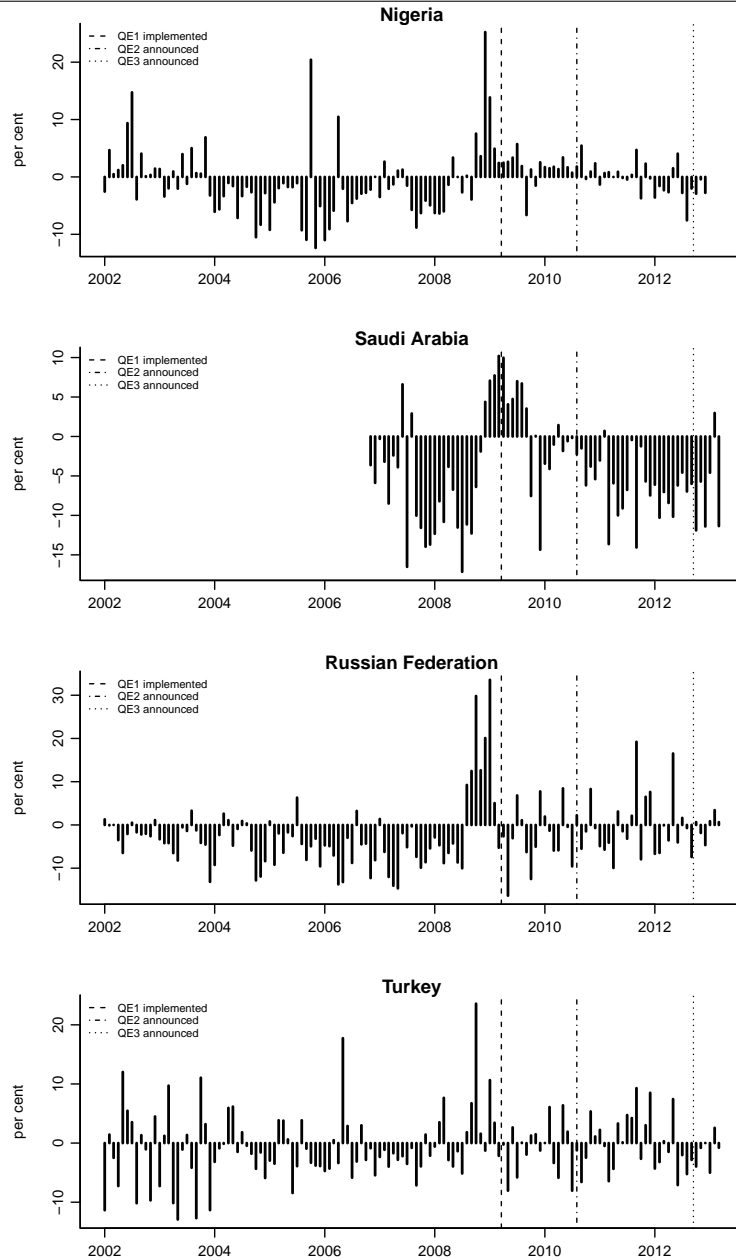 Nigeria
QE1 implemented
QE2 announced
QE3 announced
per cent
20
10
0
−10
2002 2004 2006 2008 2010 2012
Saudi Arabia
QE1 implemented
QE2 announced
QE3 announced
per cent
10
5
0
−5
−10
−15
2002 2004 2006 2008 2010 2012
Russian Federation
QE1 implemented
QE2 announced
QE3 announced
per cent
30
20
10
0
−10
2002 2004 2006 2008 2010 2012
Turkey
QE1 implemented
QE2 announced
QE3 announced
per cent
20
10
0
−10
2002 2004 2006 2008 2010 2012